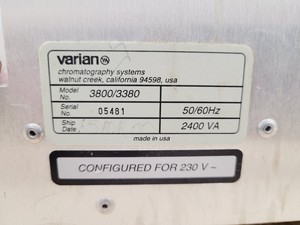 varian
chromatography systems
walnut creek, california 94598, usa
Model No. 3800/3380
Serial No. 05481 50/60Hz
Ship Date 2400 VA
made in usa
CONFIGURED FOR 230 V ~